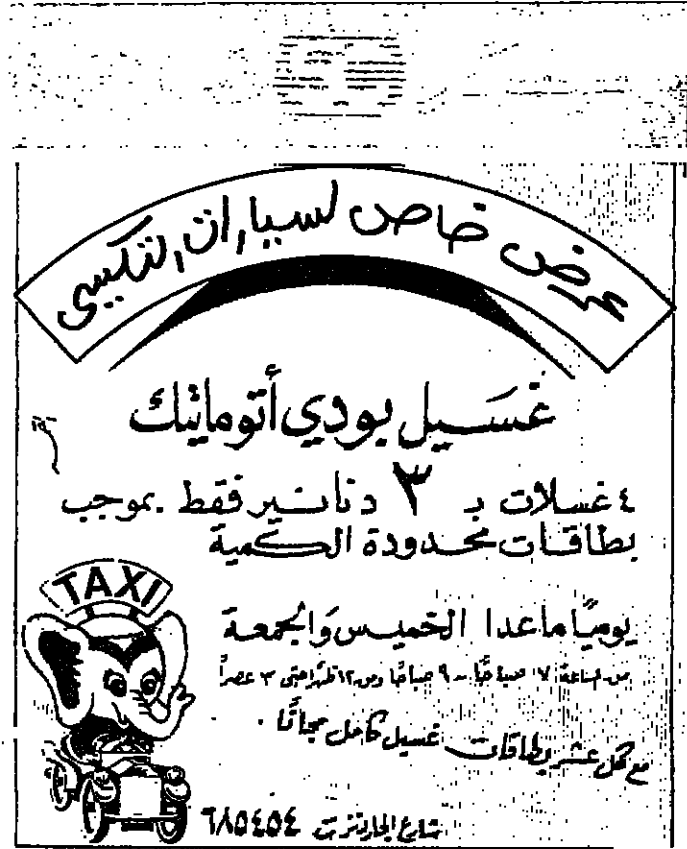 عرض خاص لسيارات التكسي
غسيل بودي أتوماتيك
٤ غسلات بـ ٣ دنانير فقط . بموجب
بطاقات محدودة الكمية
TAXI
يومياً ماعدا الخميس والجمعة
من الساعة ٧ صباحاً - ٩ صباحاً ومن ١٢ ظهراً حتى ٣ عصراً
مع كل عشر بطاقات غسيل كامل مجاناً .
شارع الجاردنز ت ٦٨٥٤٥٤